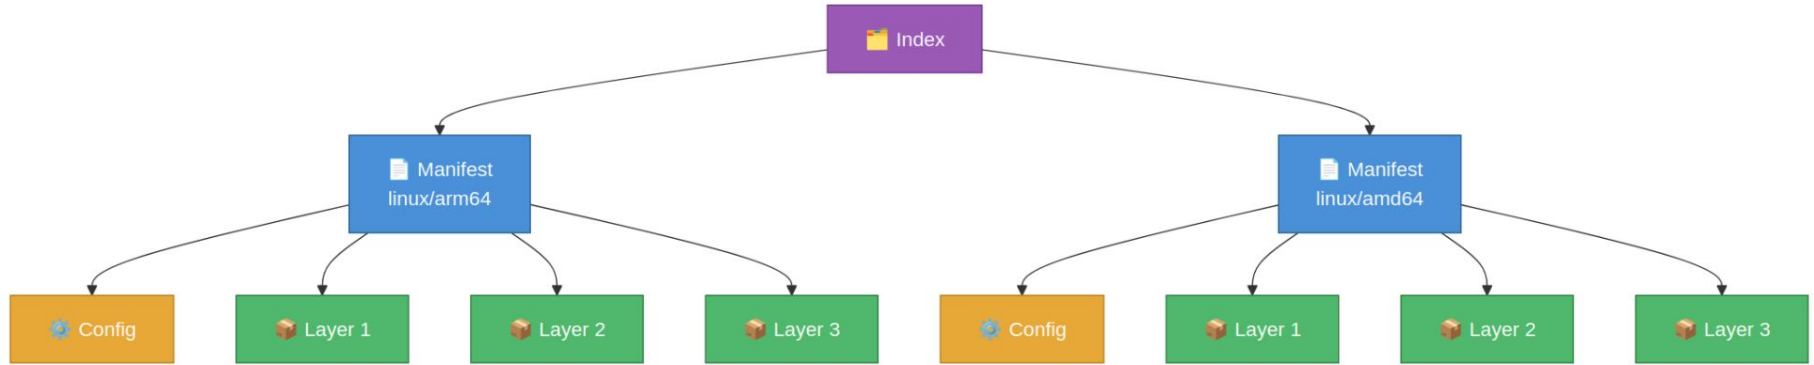 Index
Manifest
linux/arm64
Manifest
linux/amd64
Config
Layer 1
Layer 2
Layer 3
Config
Layer 1
Layer 2
Layer 3